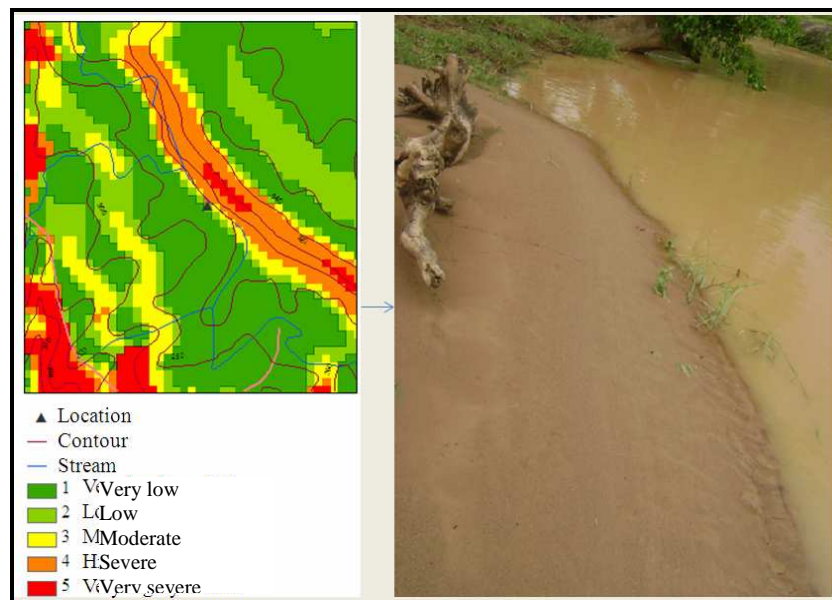 Location
Contour
Stream
1 Very low
2 Low
3 Moderate
4 Severe
5 Very severe